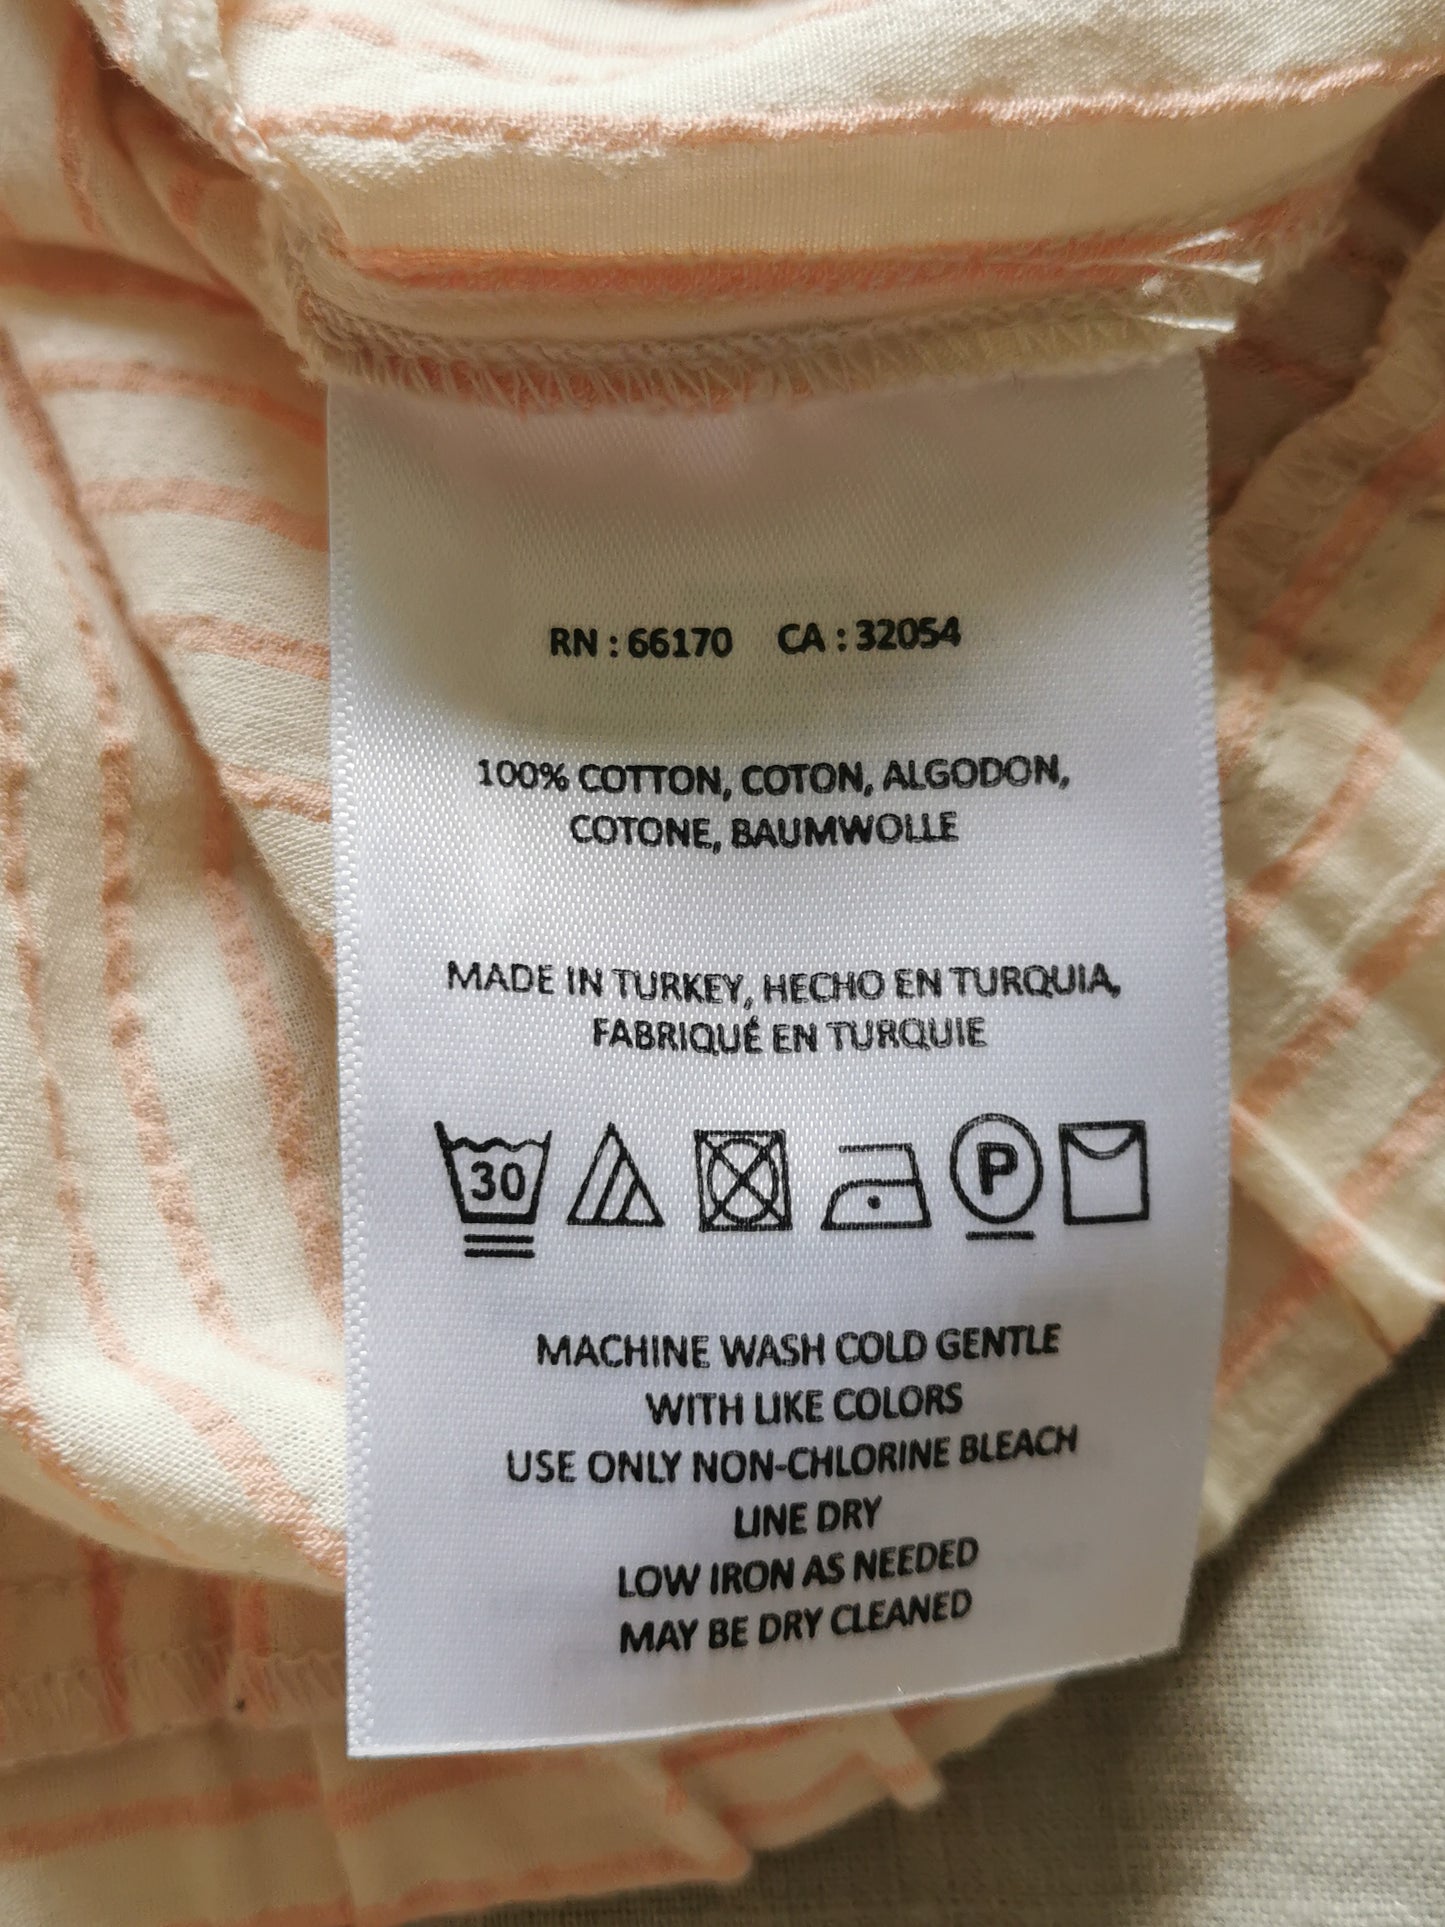 RN : 66170 CA : 32054
100% COTTON, COTON, ALGODON,
COTONE, BAUMWOLLE
MADE IN TURKEY, HECHO EN TURQUIA,
FABRIQUÉ EN TURQUIE
30 P
MACHINE WASH COLD GENTLE
WITH LIKE COLORS
USE ONLY NON-CHLORINE BLEACH
LINE DRY
LOW IRON AS NEEDED
MAY BE DRY CLEANED